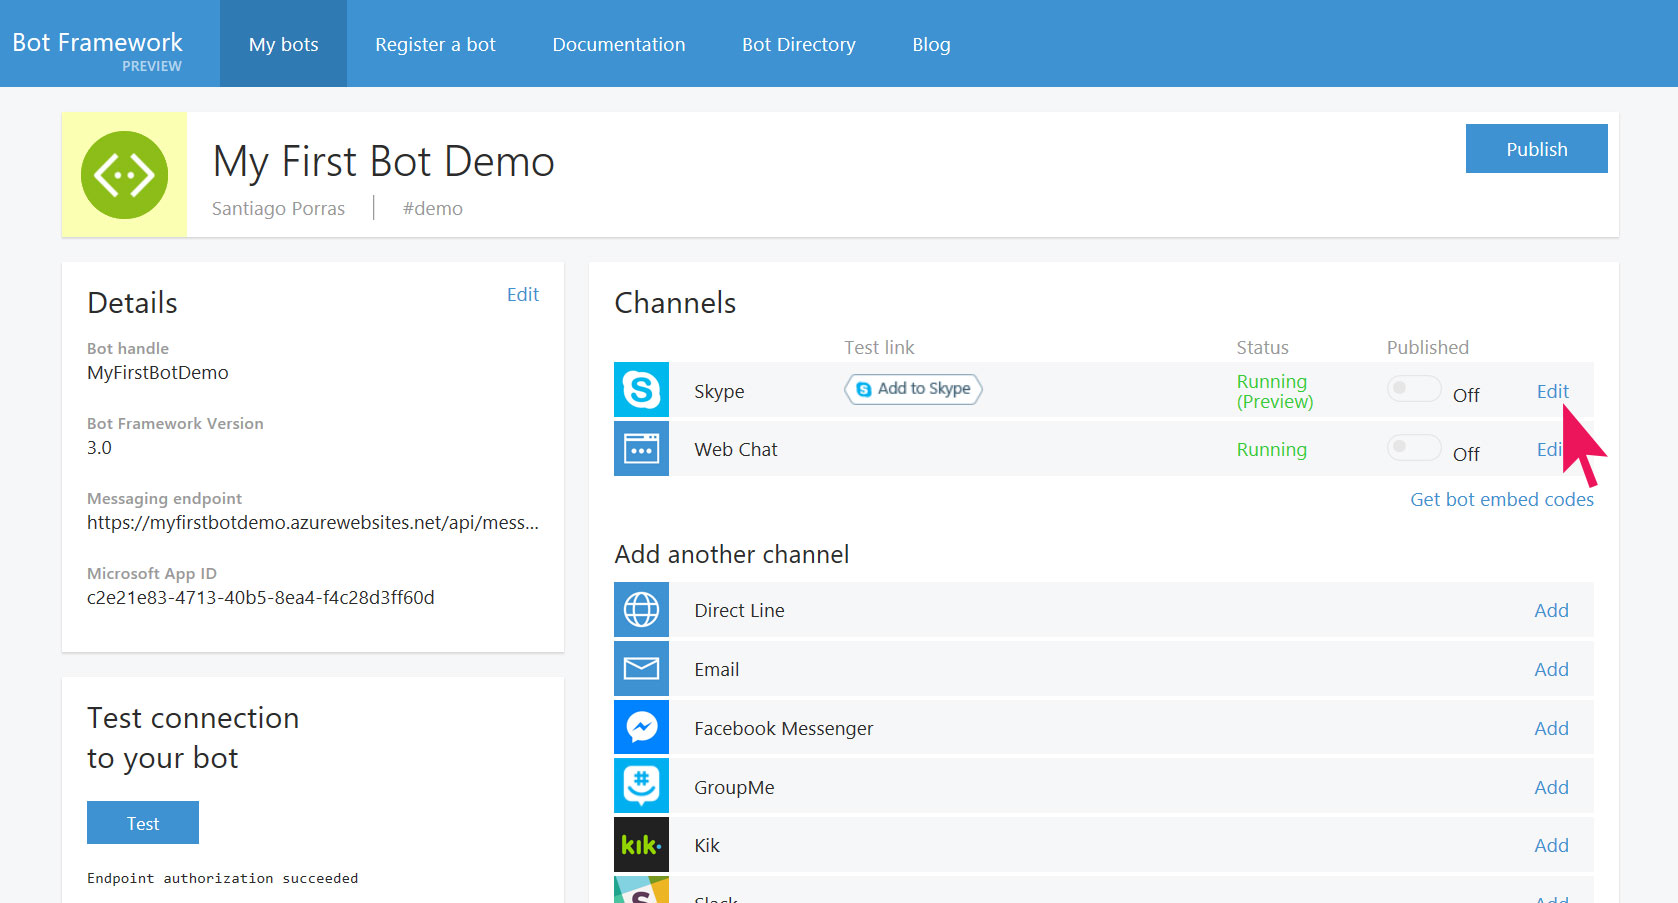 Bot Framework
PREVIEW
My bots
Register a bot
Documentation
Bot Directory
Blog
My First Bot Demo
Santiago Porras
#demo
Publish
Details
Edit
Bot handle
MyFirstBotDemo
Bot Framework Version
3.0
Messaging endpoint
https://myfirstbotdemo.azurewebsites.net/api/mess...
Microsoft App ID
c2e21e83-4713-40b5-8ea4-f4c28d3ff60d
Test connection
to your bot
Test
Endpoint authorization succeeded
Channels
Test link
Status
Published
Skype
Add to Skype
Running
(Preview)
Off
Edit
Web Chat
Running
Off
Edi
Get bot embed codes
Add another channel
Direct Line
Add
Email
Add
Facebook Messenger
Add
GroupMe
Add
kik
Kik
Add
Slack
Add